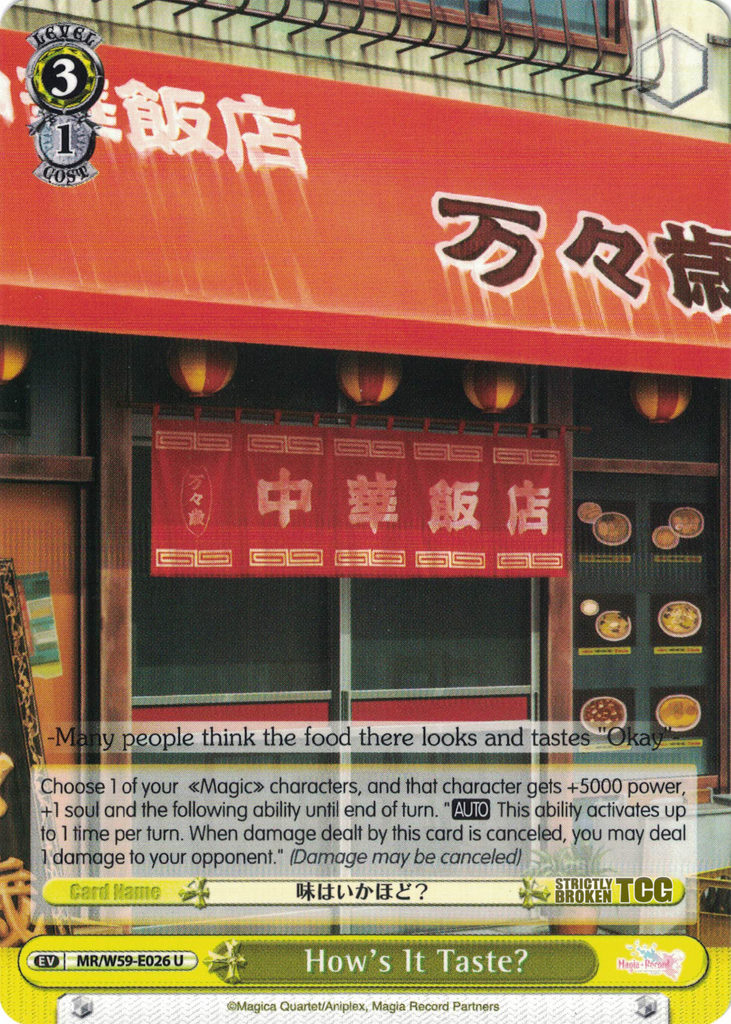 LEVEL
3
1
COST
華飯店
万々歳
万々歳
中華飯店
-Many people think the food there looks and tastes "Okay"-
Choose 1 of your «Magic» characters, and that character gets +5000 power,
+1 soul and the following ability until end of turn. "AUTO This ability activates up
to 1 time per turn. When damage dealt by this card is canceled, you may deal
1 damage to your opponent." (Damage may be canceled)
Card Name 味はいかほど? STRICTLY BROKEN TCG
EV MR/W59-E026 U How's It Taste? Magia Record
©Magica Quartet/Aniplex, Magia Record Partners